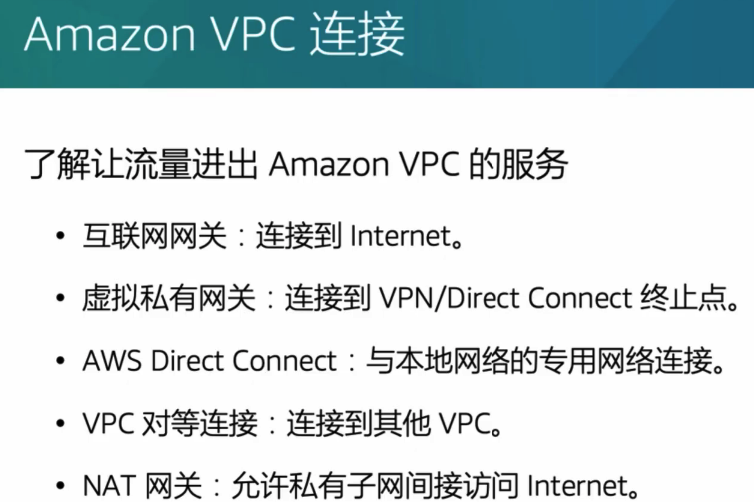 Amazon VPC 连接
了解让流量进出 Amazon VPC 的服务
• 互联网网关：连接到 Internet。
• 虚拟私有网关：连接到 VPN/Direct Connect 终止点。
• AWS Direct Connect：与本地网络的专用网络连接。
• VPC 对等连接：连接到其他 VPC。
• NAT 网关：允许私有子网间接访问 Internet。